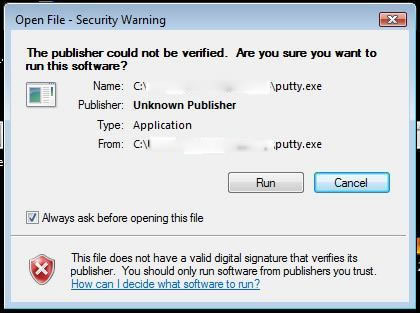 Open File - Security Warning
The publisher could not be verified.  Are you sure you want to
run this software?
Name: C:\ \putty.exe
Publisher: Unknown Publisher
Type: Application
From: C:\ \putty.exe
Run Cancel
Always ask before opening this file
This file does not have a valid digital signature that verifies its
publisher.  You should only run software from publishers you trust.
How can I decide what software to run?